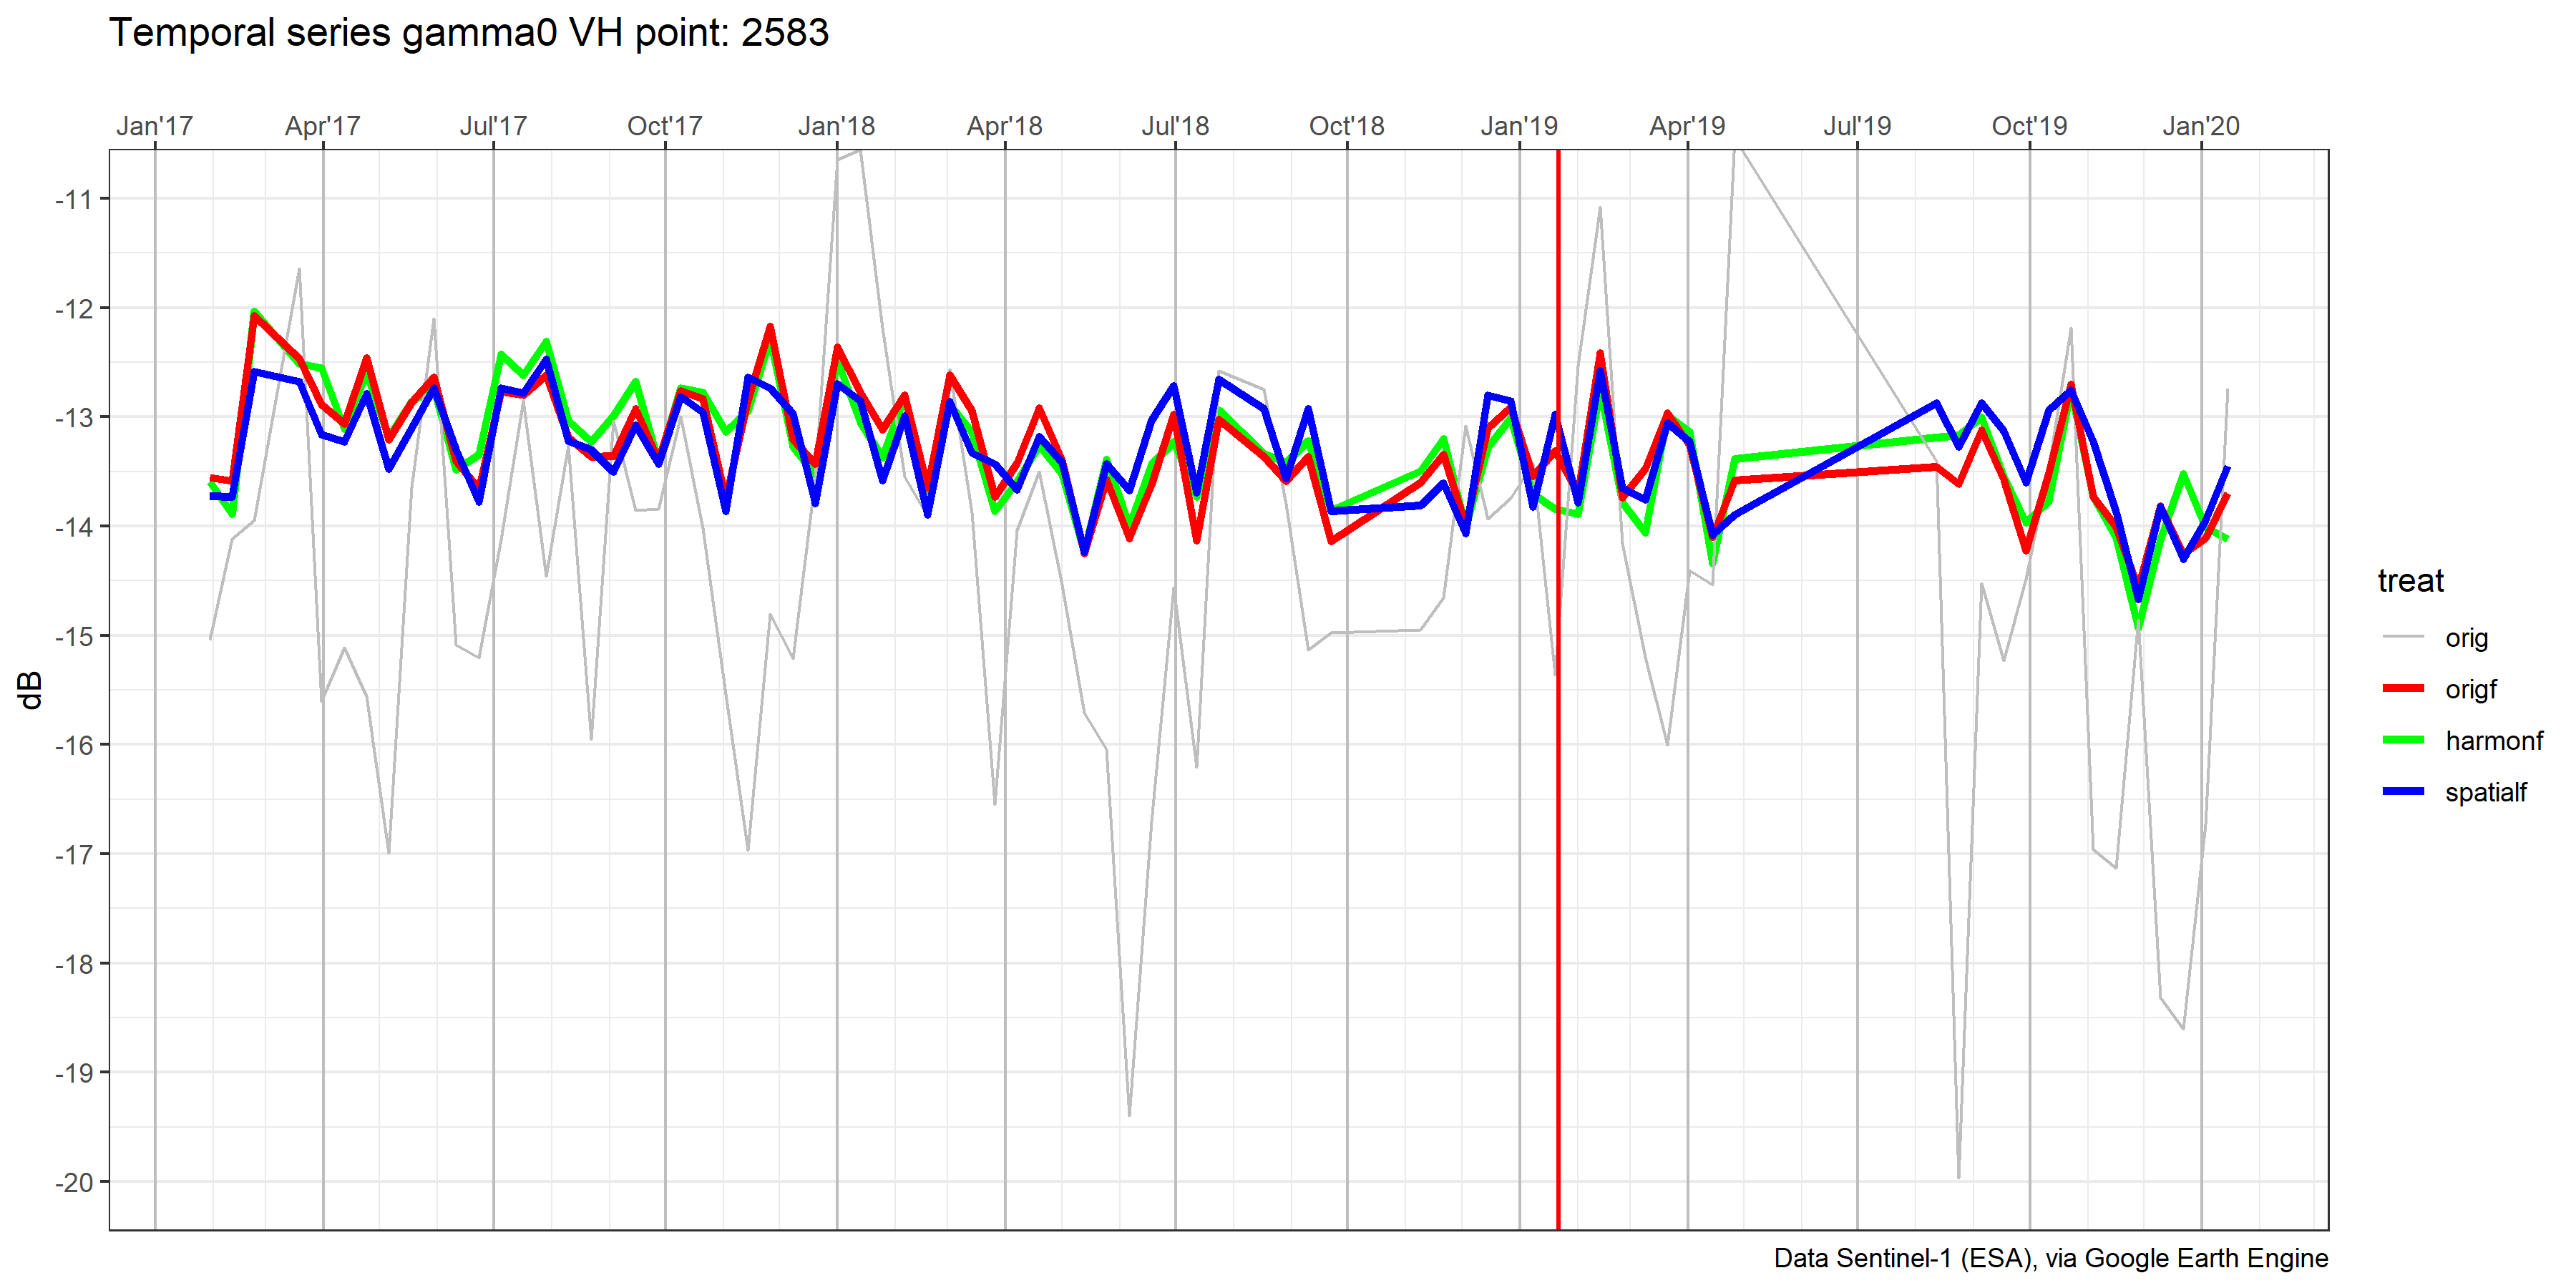 Temporal series gamma0 VH point: 2583
Jan'17 Apr'17 Jul'17 Oct'17 Jan'18 Apr'18 Jul'18 Oct'18 Jan'19 Apr'19 Jul'19 Oct'19 Jan'20
-11
-12
-13
-14
-15
-16
-17
-18
-19
-20
dB
treat
orig
origf
harmonf
spatialf
Data Sentinel-1 (ESA), via Google Earth Engine